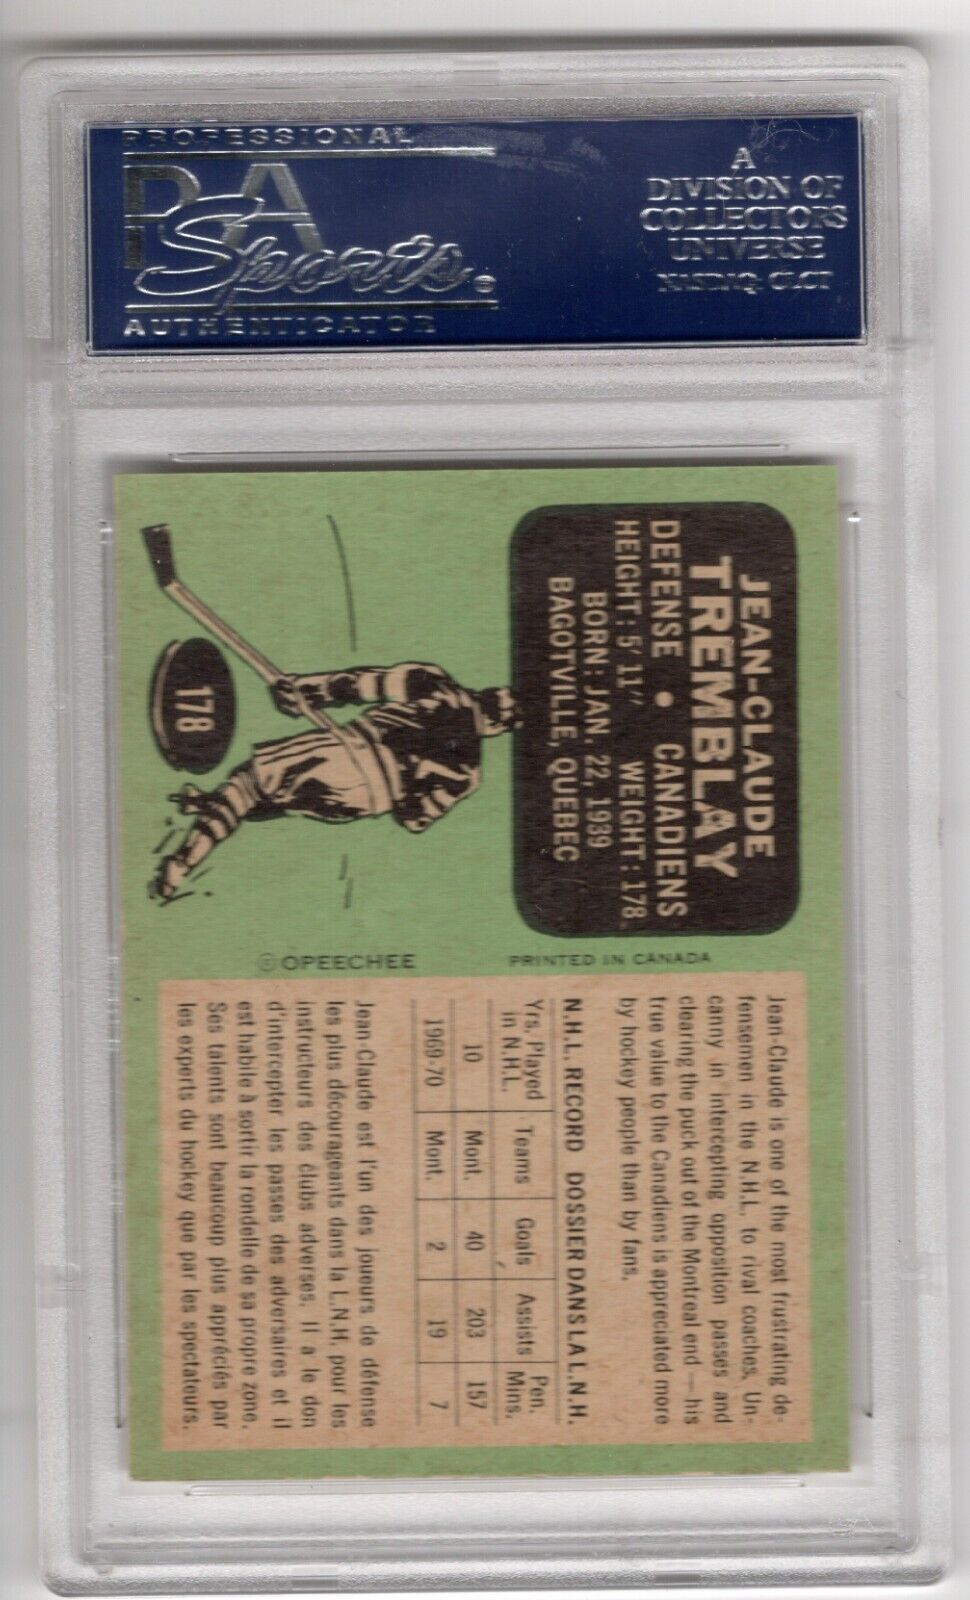 PROFESSIONAL
PSA
Sports®
AUTHENTICATOR
A
DIVISION OF
COLLECTORS
UNIVERSE
NASDAQ: CLCT
JEAN-CLAUDE
TREMBLAY
DEFENSE • CANADIENS
HEIGHT: 5' 11" WEIGHT: 178
BORN: JAN. 22, 1939
BAGOTVILLE, QUEBEC
178
© OPEECHEE
PRINTED IN CANADA
Jean-Claude is one of the most frustrating de-
fensemen in the N.H.L. to rival coaches. Un-
canny in intercepting opposition passes and
clearing the puck out of the Montreal end — his
true value to the Canadiens is appreciated more
by hockey people than by fans.
N.H.L. RECORD DOSSIER DANS LA L.N.H.
Yrs. Played in N.H.L. Teams Goals Assists Pen. Mins.
10 Mont. 40 203 157
1969-70 Mont. 2 19 7
Jean-Claude est l'un des joueurs de défense
les plus décourageants dans la L.N.H. pour les
instructeurs des clubs adverses. Il a le don
d'intercepter les passes des adversaires et il
est habile à sortir la rondelle de sa propre zone.
Ses talents sont beaucoup plus appréciés par
les experts du hockey que par les spectateurs.